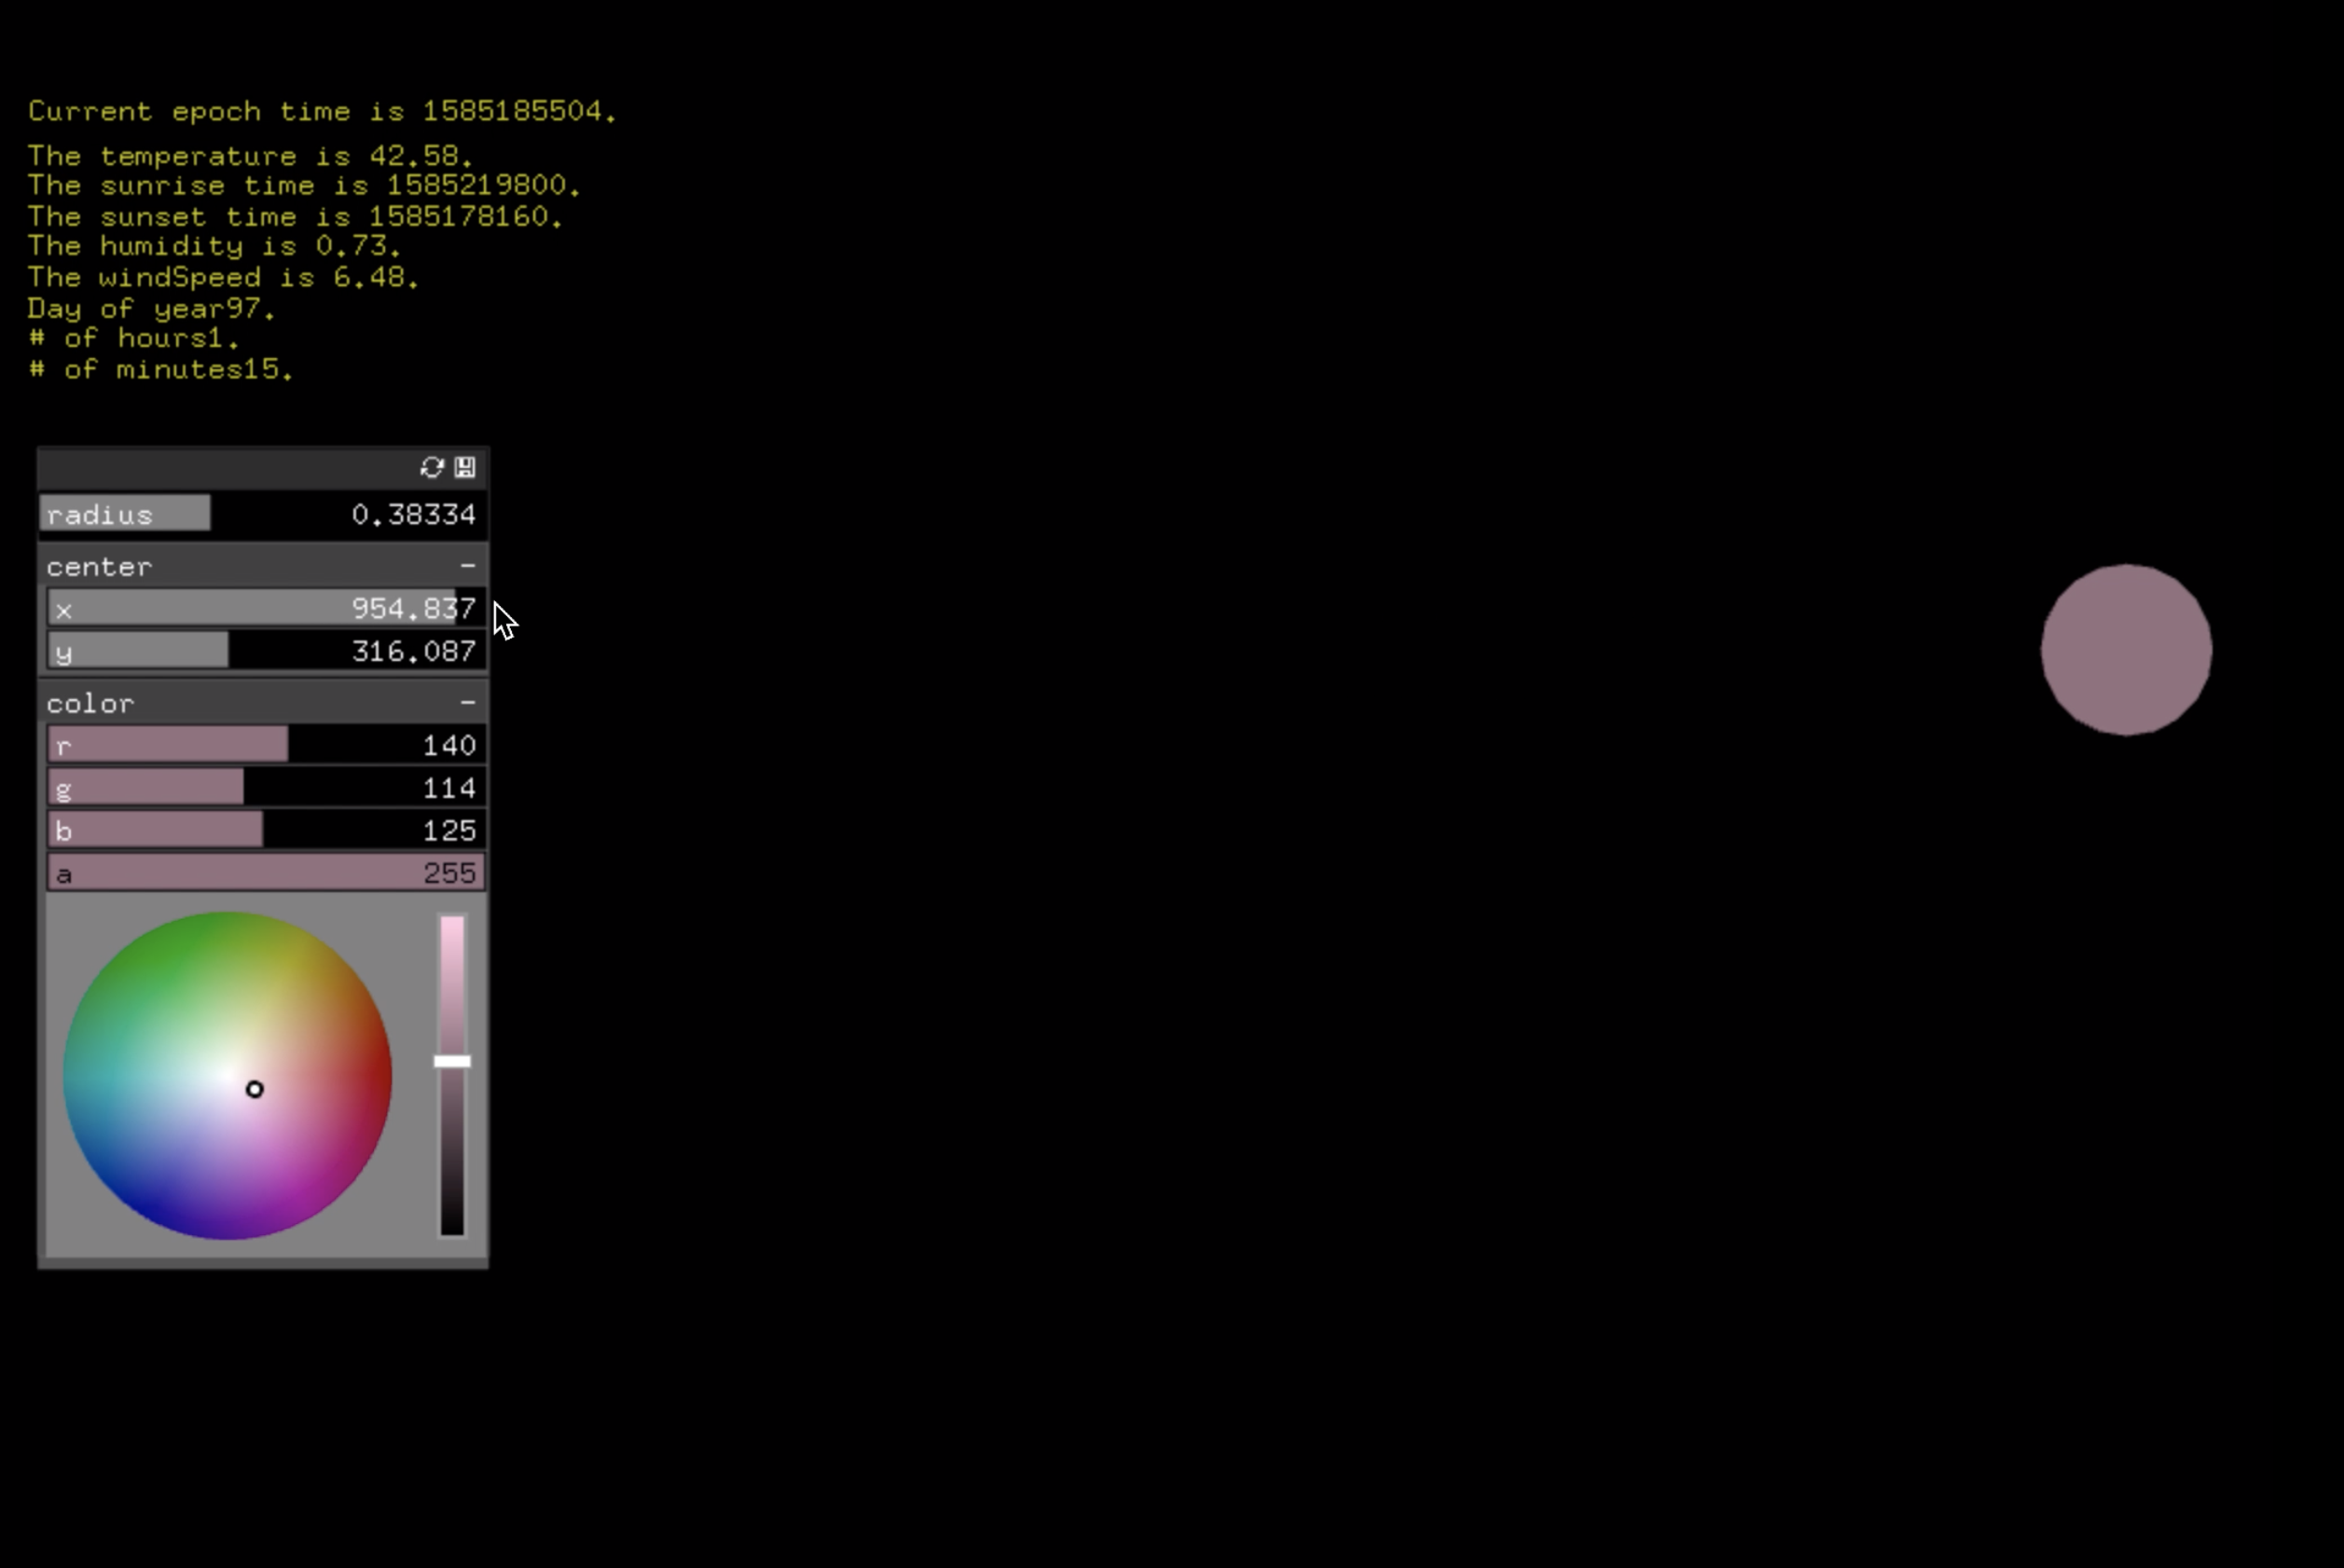 Current epoch time is 1585185504.
The temperature is 42.58.
The sunrise time is 1585219800.
The sunset time is 1585178160.
The humidity is 0.73.
The windSpeed is 6.48.
Day of year97.
# of hours1.
# of minutes15.
radius 0.38334
center -
x 954.837
y 316.087
color -
r 140
g 114
b 125
a 255